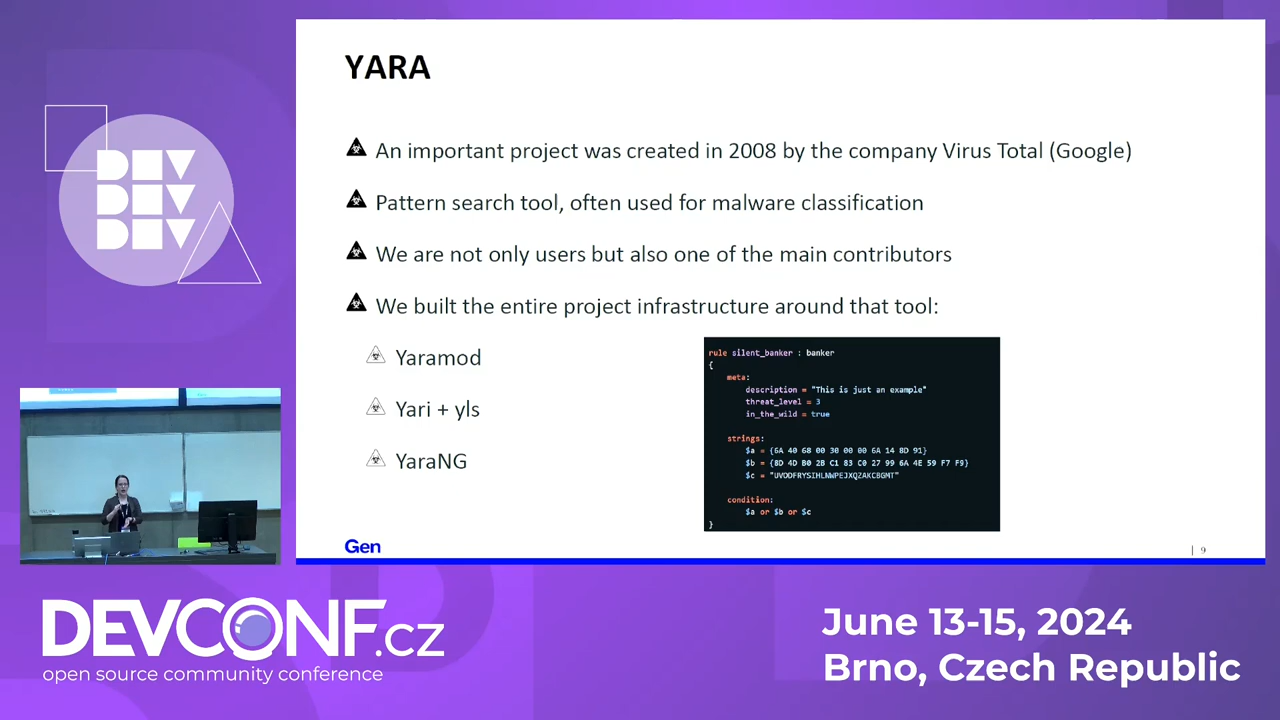 YARA
An important project was created in 2008 by the company Virus Total (Google)
Pattern search tool, often used for malware classification
We are not only users but also one of the main contributors
We built the entire project infrastructure around that tool:
Yaramod
Yari + yls
YaraNG
rule silent_banker : banker
{
meta:
description = "This is just an example"
threat_level = 3
in_the_wild = true
strings:
$a = {6A 40 68 00 30 00 00 6A 14 8D 91}
$b = {8D 4D B0 2B C1 83 C0 27 99 6A 4E 59 F7 F9}
$c = "UVODFRYSIHLNWPEJXQZAKCBGMT"
condition:
$a or $b or $c
}
Gen
| 9
DEV
DEV
DEV
DEVCONF.cz
open source community conference
June 13-15, 2024
Brno, Czech Republic